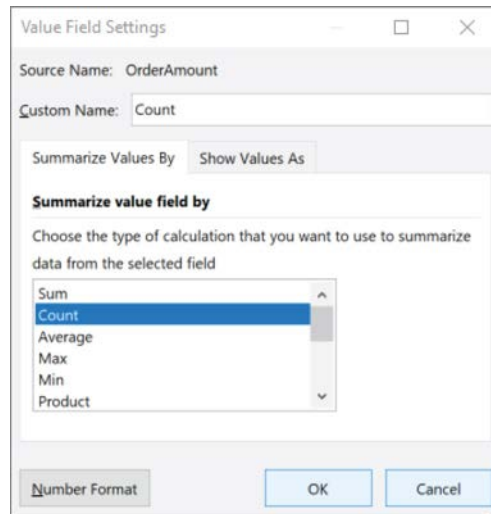 Value Field Settings
Source Name: OrderAmount
Custom Name: Count
Summarize Values By Show Values As
Summarize value field by
Choose the type of calculation that you want to use to summarize
data from the selected field
Sum
Count
Average
Max
Min
Product
Number Format OK Cancel